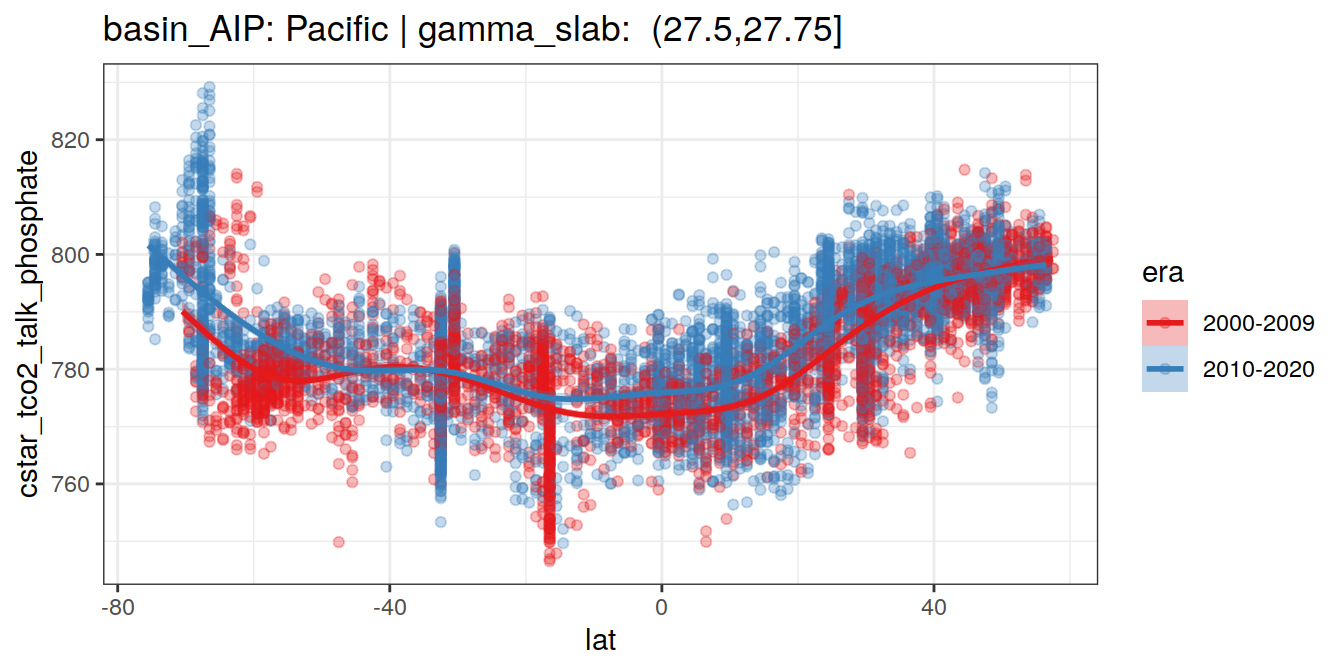 basin_AIP: Pacific | gamma_slab:  (27.5,27.75]
cstar_tco2_talk_phosphate
820
800
780
760
-80
-40
0
40
lat
era
2000-2009
2010-2020